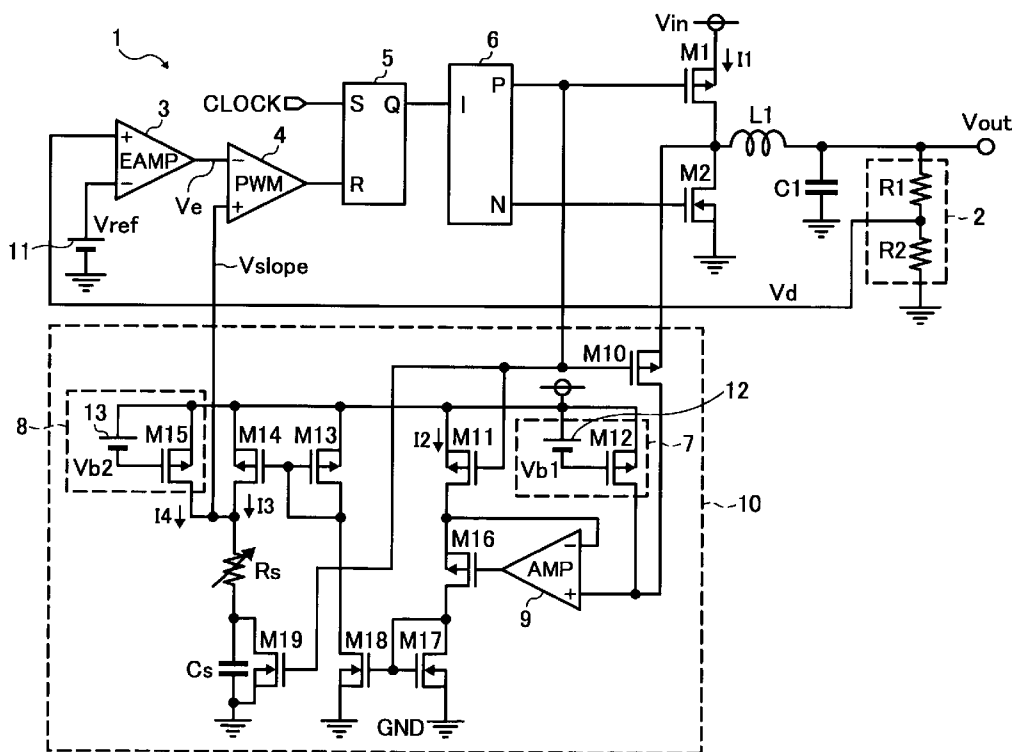 Vin
1
5
6
M1
I1
3
CLOCK
S Q
I
P
L1
Vout
+
EAMP
−
4
−
PWM
+
Ve
R
N
M2
C1
R1
2
R2
Vref
11
Vslope
Vd
M10
12
8
13
M15
M14
M13
I2
M11
Vb1
M12
7
Vb2
10
I4
I3
M16
−
AMP
+
9
Rs
M19
M18
M17
Cs
GND